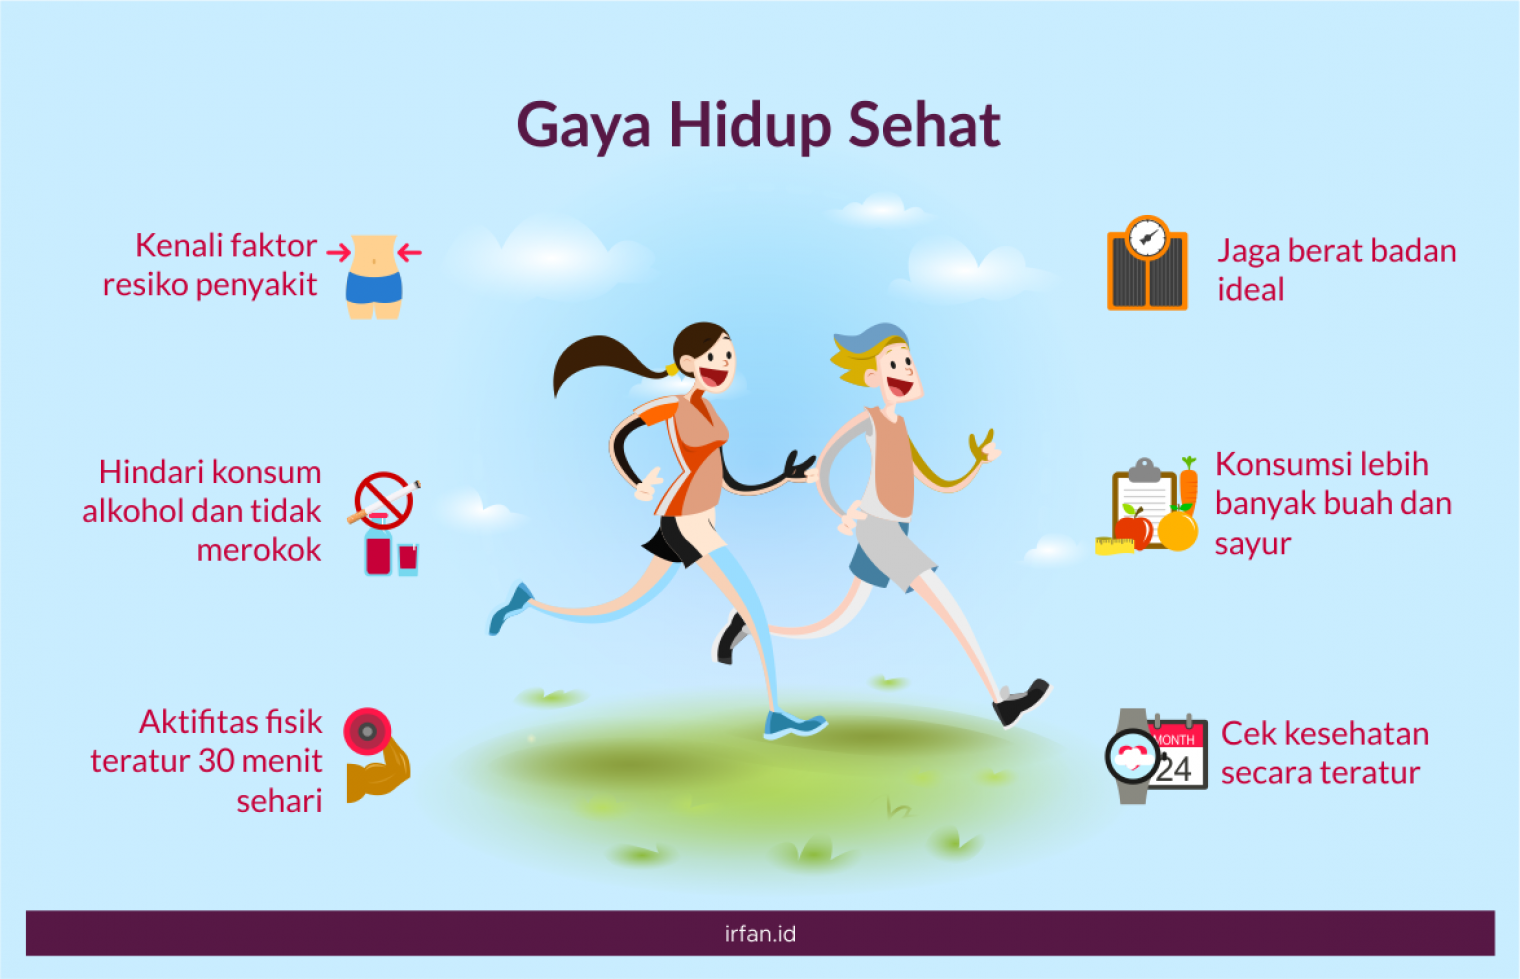 Gaya Hidup Sehat
Kenali faktor
resiko penyakit
Hindari konsum
alkohol dan tidak
merokok
Aktifitas fisik
teratur 30 menit
sehari
Jaga berat badan
ideal
Konsumsi lebih
banyak buah dan
sayur
MONTH
24
Cek kesehatan
secara teratur
irfan.id